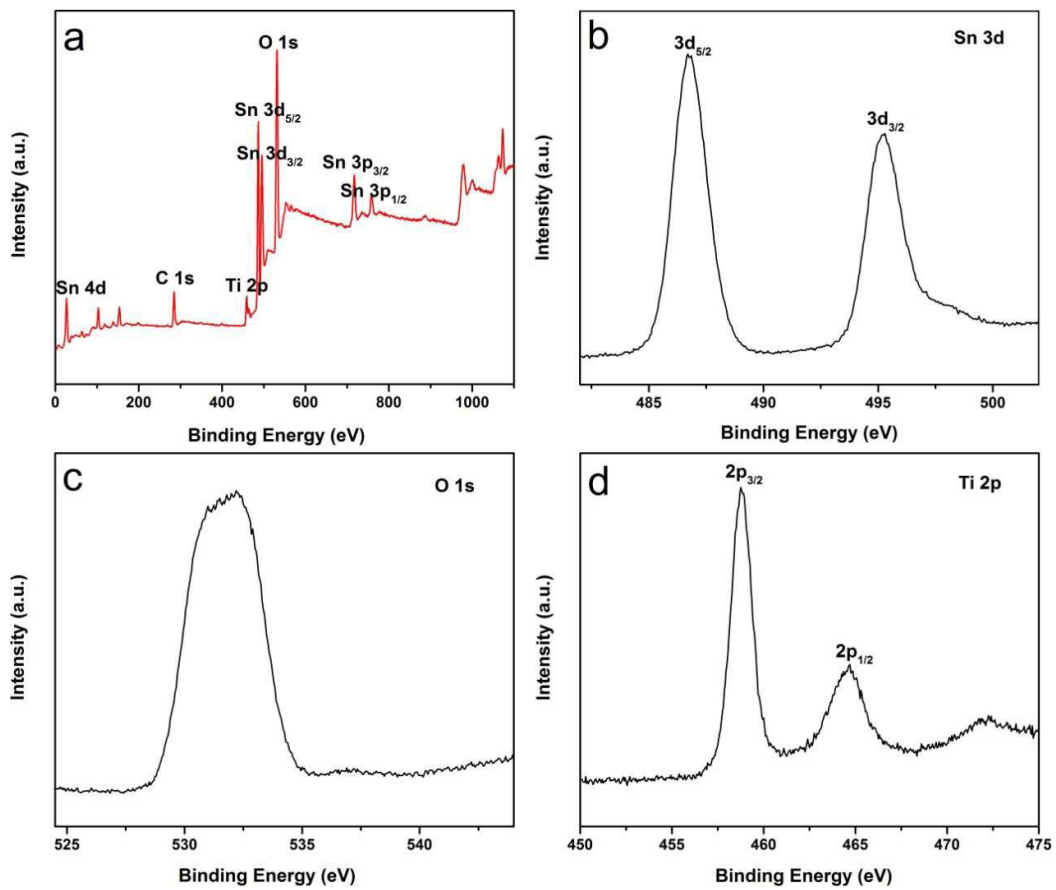 a
O 1s
Sn 3d5/2
Sn 3d3/2
Sn 3p3/2
Sn 3p1/2
Sn 4d
C 1s
Ti 2p
Intensity (a.u.)
0 200 400 600 800 1000
Binding Energy (eV)
b
Sn 3d
3d5/2
3d3/2
Intensity (a.u.)
485 490 495 500
Binding Energy (eV)
c
O 1s
Intensity (a.u.)
525 530 535 540
Binding Energy (eV)
d
Ti 2p
2p3/2
2p1/2
Intensity (a.u.)
450 455 460 465 470 475
Binding Energy (eV)